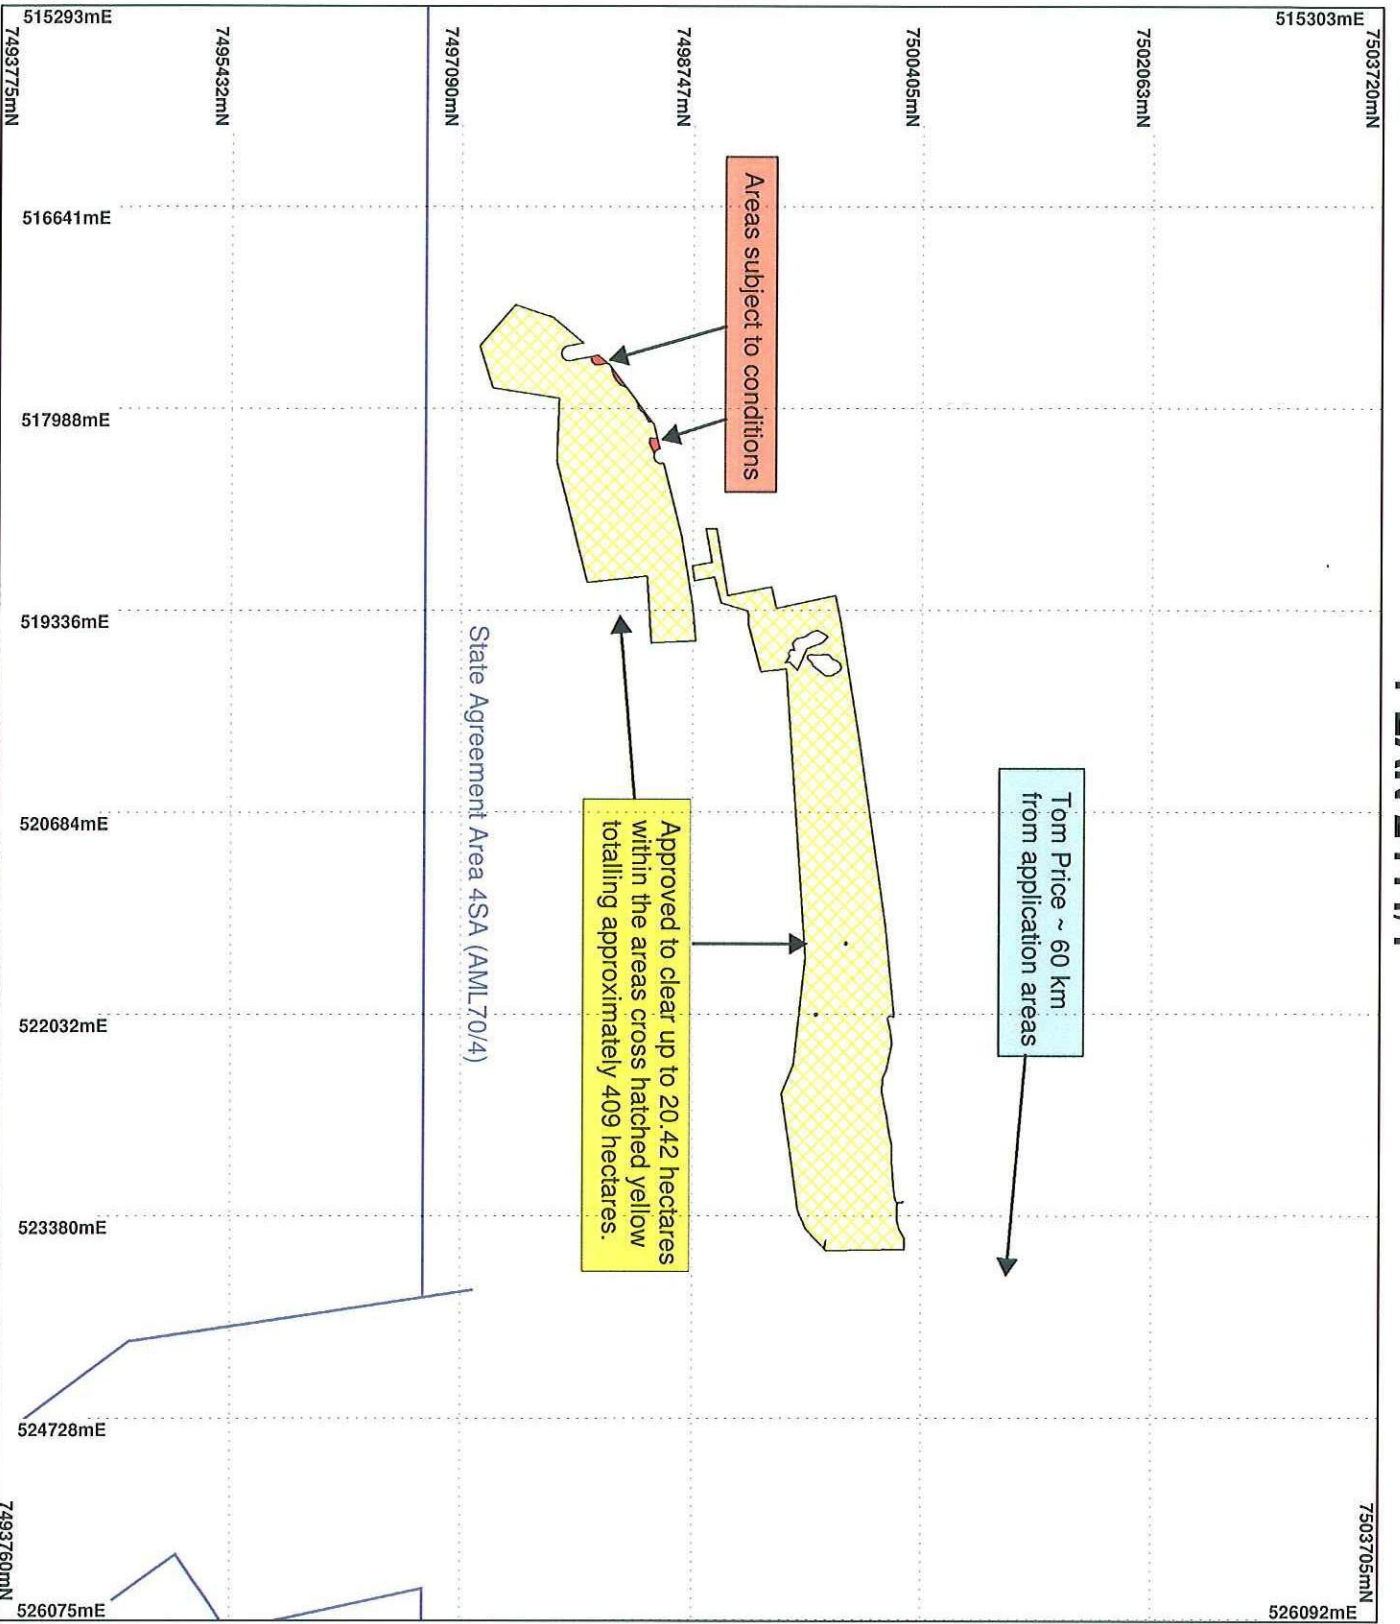 515293mE
515303mE
7493775mN
7495432mN
7497090mN
7498747mN
7500405mN
7502063mN
7503720mN
516641mE
517988mE
519336mE
520684mE
522032mE
523380mE
524728mE
526075mE
526092mE
7493760mN
7503705mN
Areas subject to conditions
Tom Price ~ 60 km
from application areas
Approved to clear up to 20.42 hectares
within the areas cross hatched yellow
totalling approximately 409 hectares.
State Agreement Area 4SA (AML70/4)